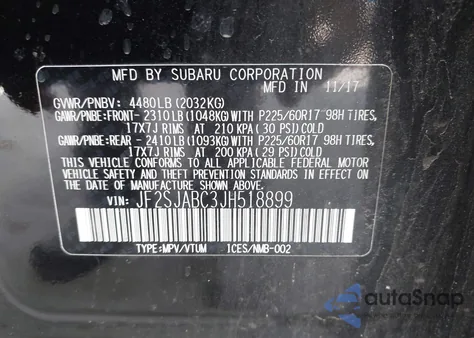 MFD BY SUBARU CORPORATION
MFD IN 11/17
GVWR/PNBV: 4480LB(2032KG)
GAWR/PNBE:FRONT- 2310LB(1048KG)WITH P225/60R17 98H TIRES,
17X7J RIMS AT 210 KPA(30 PSI)COLD
GAWR/PNBE:REAR -2410LB(1093KG)WITH P225/60R17 98H TIRES,
17X7J RIMS AT 200 KPA(29 PSI)COLD
THIS VEHICLE CONFORMS TO ALL APPLICABLE U.S. FEDERAL MOTOR
VEHICLE SAFETY STANDARDS IN EFFECT ON THE DATE OF MANUFACTURE
SHOWN ABOVE.
VIN: JF2SJABC3JH518899
TYPE:MPV/VTUM 1CES/NMB-002
autoSnap